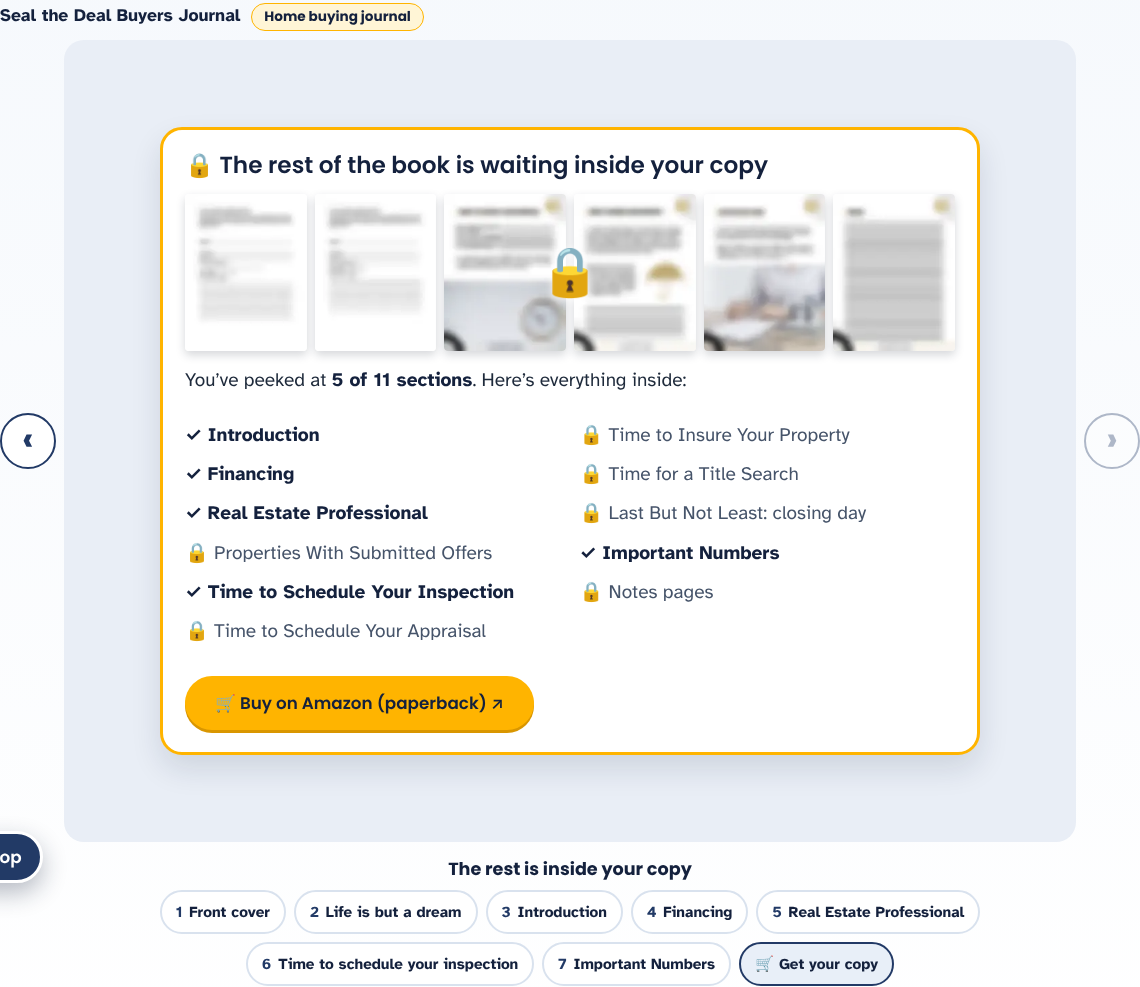 Seal the Deal Buyers Journal
Home buying journal
The rest of the book is waiting inside your copy
You’ve peeked at 5 of 11 sections. Here’s everything inside:
✓ Introduction
✓ Financing
✓ Real Estate Professional
Properties With Submitted Offers
✓ Time to Schedule Your Inspection
Time to Schedule Your Appraisal
Time to Insure Your Property
Time for a Title Search
Last But Not Least: closing day
✓ Important Numbers
Notes pages
Buy on Amazon (paperback) ↗
op
The rest is inside your copy
1 Front cover
2 Life is but a dream
3 Introduction
4 Financing
5 Real Estate Professional
6 Time to schedule your inspection
7 Important Numbers
Get your copy